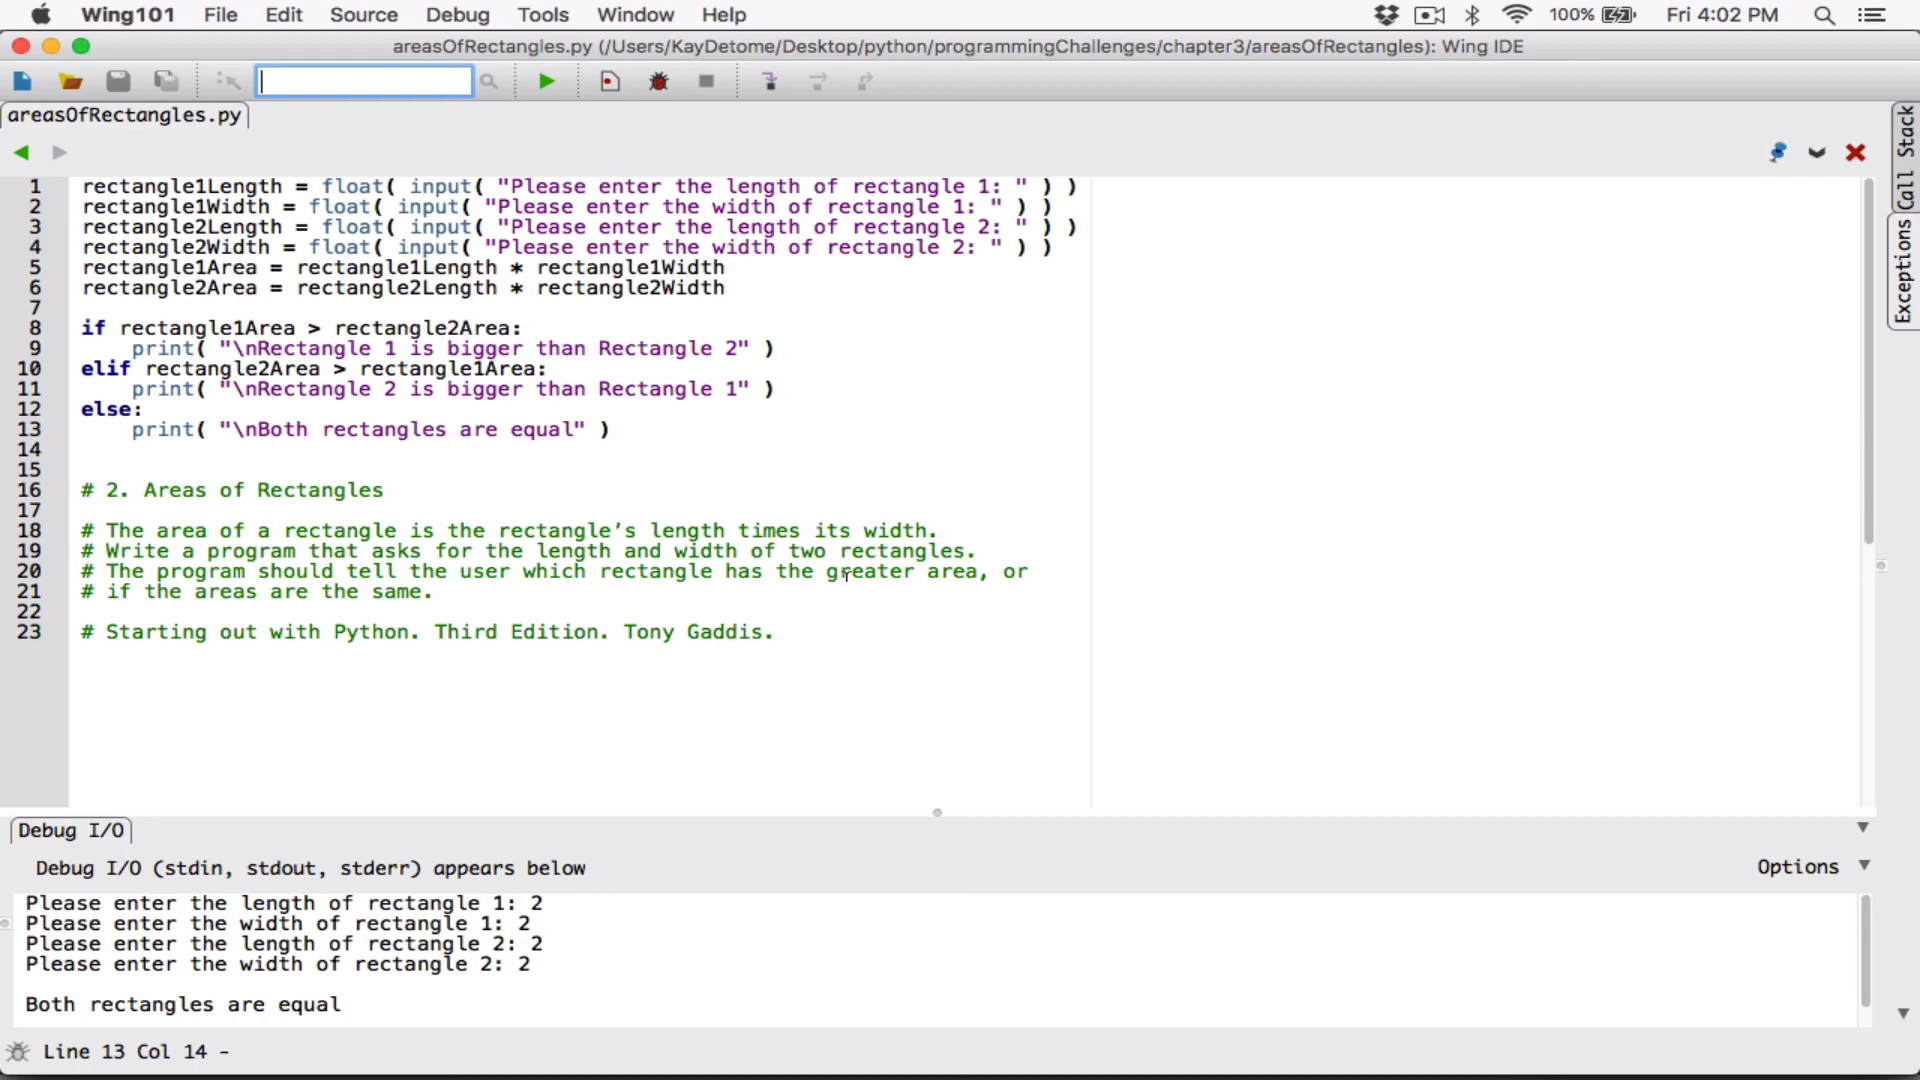 Wing101 File Edit Source Debug Tools Window Help 100% Fri 4:02 PM
areasOfRectangles.py (/Users/KayDetome/Desktop/python/programmingChallenges/chapter3/areasOfRectangles): Wing IDE
areasOfRectangles.py
1 rectangle1Length = float( input( "Please enter the length of rectangle 1: " ) )
2 rectangle1Width = float( input( "Please enter the width of rectangle 1: " ) )
3 rectangle2Length = float( input( "Please enter the length of rectangle 2: " ) )
4 rectangle2Width = float( input( "Please enter the width of rectangle 2: " ) )
5 rectangle1Area = rectangle1Length * rectangle1Width
6 rectangle2Area = rectangle2Length * rectangle2Width
7
8 if rectangle1Area > rectangle2Area:
9     print( "\nRectangle 1 is bigger than Rectangle 2" )
10 elif rectangle2Area > rectangle1Area:
11     print( "\nRectangle 2 is bigger than Rectangle 1" )
12 else:
13     print( "\nBoth rectangles are equal" )
14
15
16 # 2. Areas of Rectangles
17
18 # The area of a rectangle is the rectangle’s length times its width.
19 # Write a program that asks for the length and width of two rectangles.
20 # The program should tell the user which rectangle has the greater area, or
21 # if the areas are the same.
22
23 # Starting out with Python. Third Edition. Tony Gaddis.
Call Stack
Exceptions
Debug I/O
Debug I/O (stdin, stdout, stderr) appears below Options
Please enter the length of rectangle 1: 2
Please enter the width of rectangle 1: 2
Please enter the length of rectangle 2: 2
Please enter the width of rectangle 2: 2
Both rectangles are equal
Line 13 Col 14 -